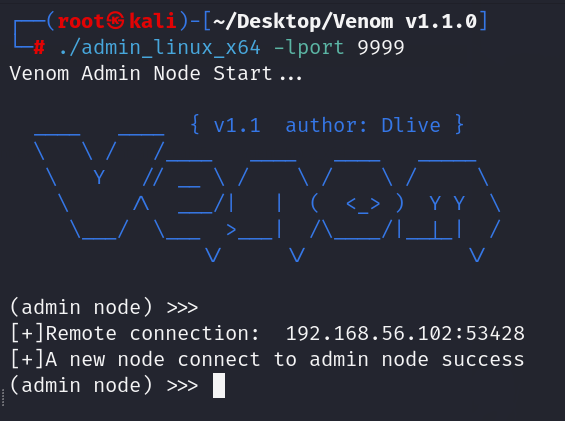 ┌──(root㉿kali)-[~/Desktop/Venom v1.1.0]
└─# ./admin_linux_x64 -lport 9999
Venom Admin Node Start...
{ v1.1  author: Dlive }
(admin node) >>>
[+]Remote connection:  192.168.56.102:53428
[+]A new node connect to admin node success
(admin node) >>>